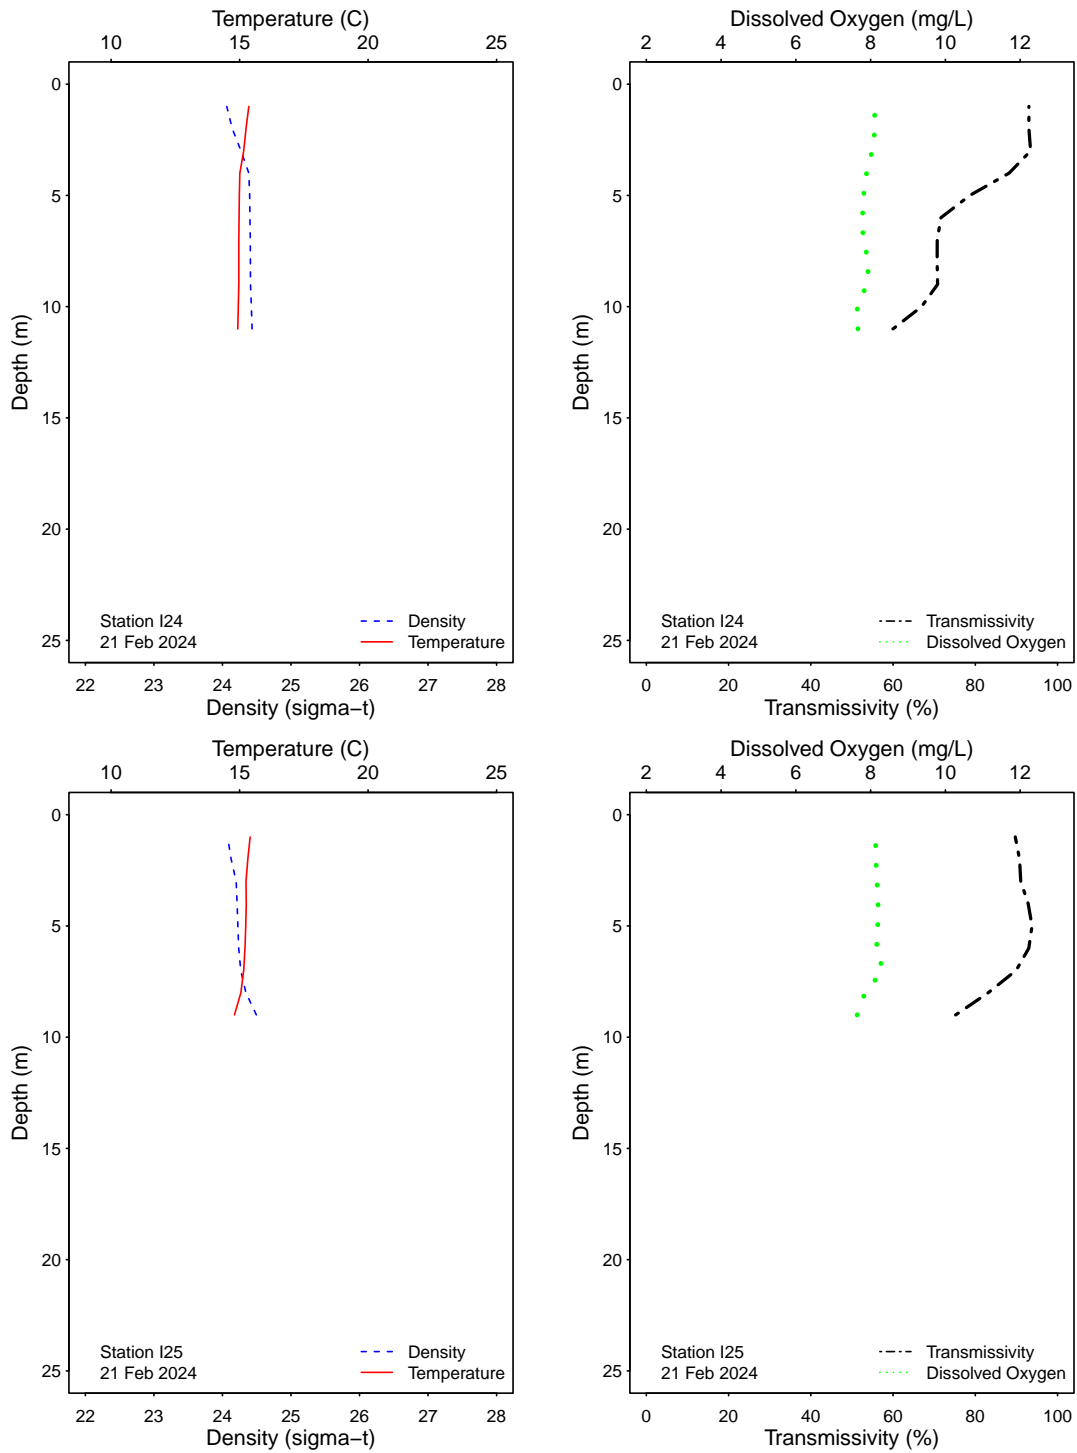 Temperature (C)
10 15 20 25
0
5
10
15
20
25
Depth (m)
Station I24
21 Feb 2024
Density
Temperature
22 23 24 25 26 27 28
Density (sigma−t)
Dissolved Oxygen (mg/L)
2 4 6 8 10 12
0
5
10
15
20
25
Depth (m)
Station I24
21 Feb 2024
Transmissivity
Dissolved Oxygen
0 20 40 60 80 100
Transmissivity (%)
Temperature (C)
10 15 20 25
0
5
10
15
20
25
Depth (m)
Station I25
21 Feb 2024
Density
Temperature
22 23 24 25 26 27 28
Density (sigma−t)
Dissolved Oxygen (mg/L)
2 4 6 8 10 12
0
5
10
15
20
25
Depth (m)
Station I25
21 Feb 2024
Transmissivity
Dissolved Oxygen
0 20 40 60 80 100
Transmissivity (%)